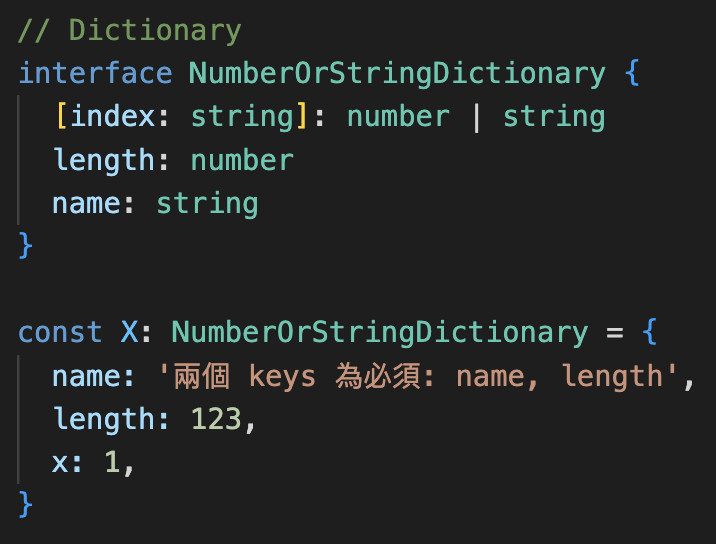 // Dictionary
interface NumberOrStringDictionary {
  [index: string]: number | string
  length: number
  name: string
}

const X: NumberOrStringDictionary = {
  name: '兩個 keys 為必須: name, length',
  length: 123,
  x: 1,
}